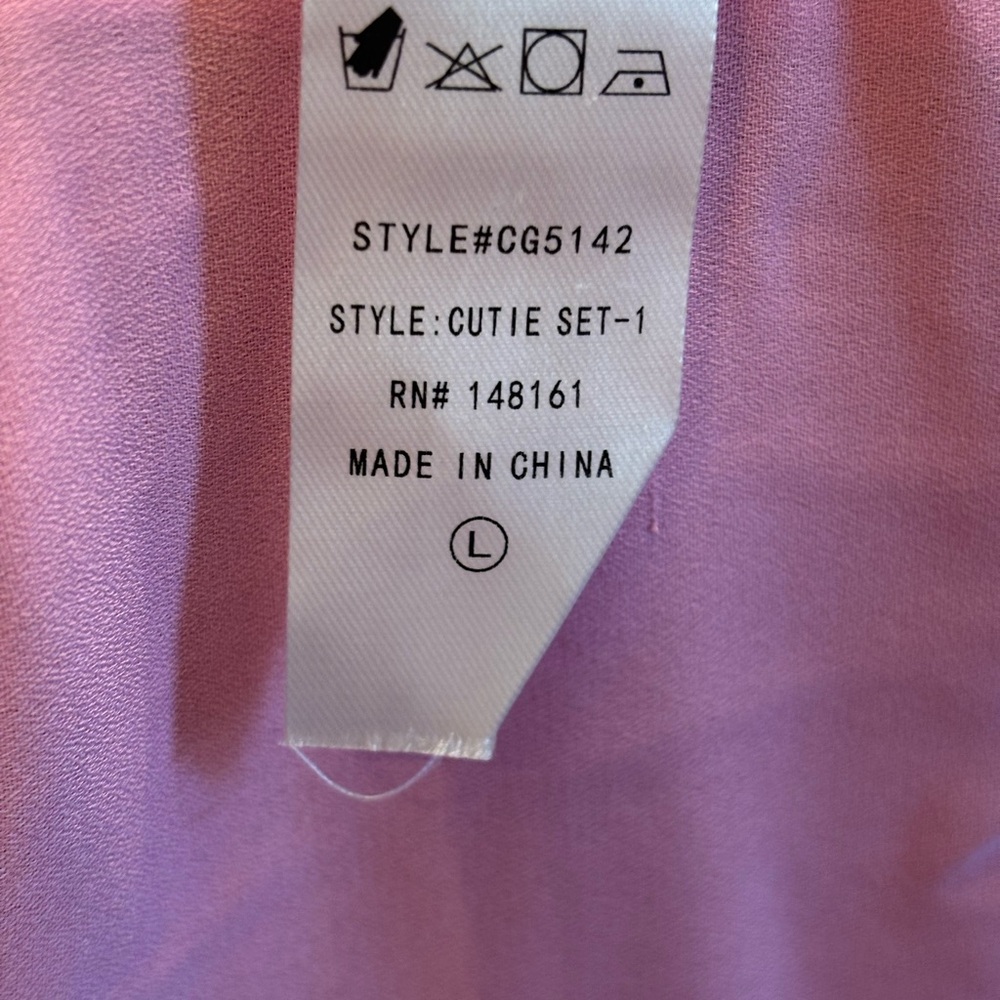 STYLE#CG5142
STYLE:CUTIE SET-1
RN# 148161
MADE IN CHINA
L